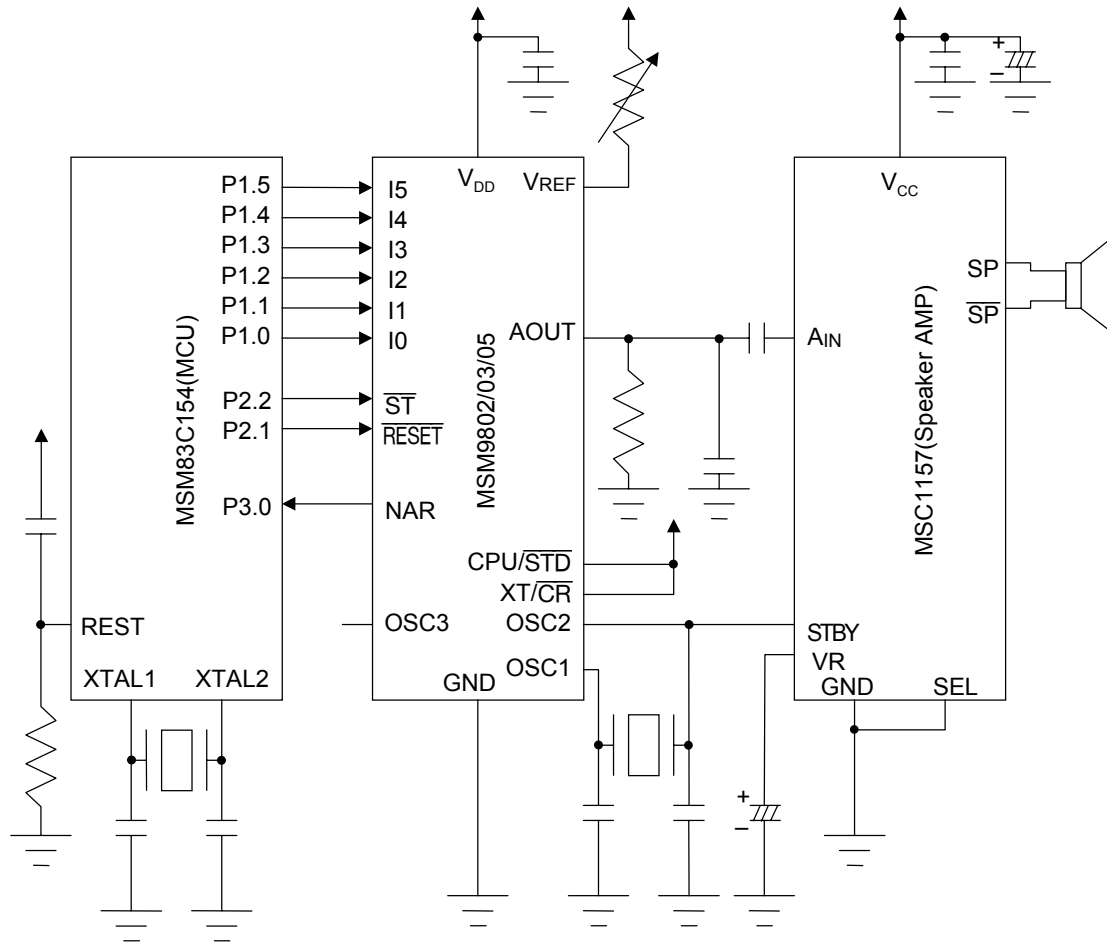 MSM83C154(MCU)
P1.5
P1.4
P1.3
P1.2
P1.1
P1.0
P2.2
P2.1
P3.0
REST
XTAL1 XTAL2
MSM9802/03/05
VDD
VREF
I5
I4
I3
I2
I1
I0
AOUT
ST
RESET
NAR
CPU/STD
XT/CR
OSC3
OSC2
OSC1
GND
MSC1157(Speaker AMP)
VCC
+
–
SP
SP
AIN
STBY
VR
GND
SEL
+
–